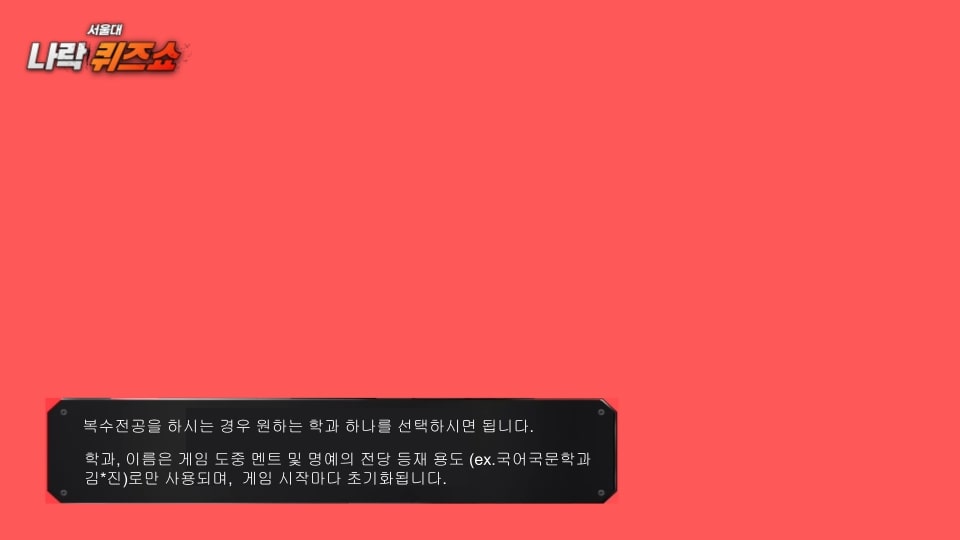 서울대
나락 퀴즈쇼
복수전공을 하시는 경우 원하는 학과 하나를 선택하시면 됩니다.
학과, 이름은 게임 도중 멘트 및 명예의 전당 등재 용도 (ex.국어국문학과
김*진)로만 사용되며, 게임 시작마다 초기화됩니다.